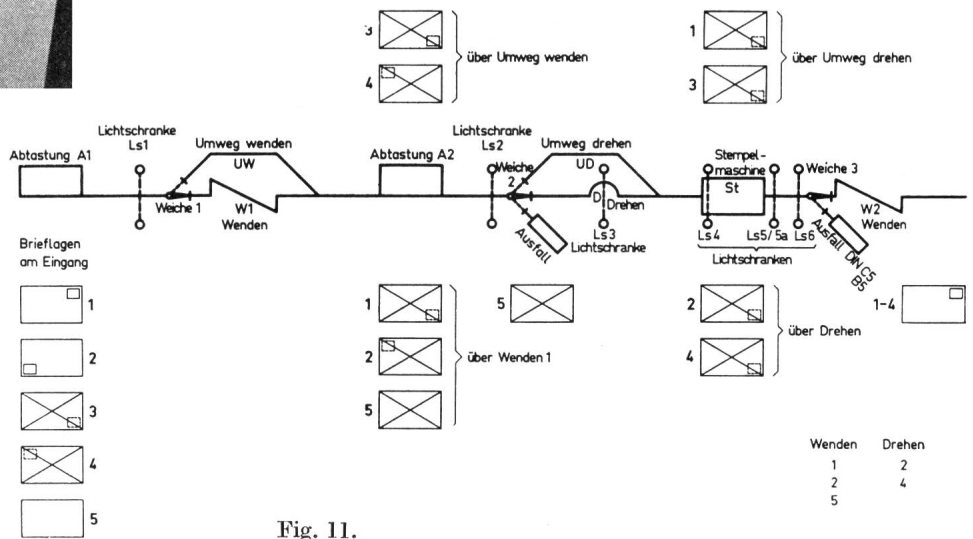 3
4
über Umweg wenden
1
3
über Umweg drehen
Abtastung A1
Lichtschranke
Ls1
Umweg wenden
UW
Weiche 1
W1
Wenden
Abtastung A2
Lichtschranke
Ls2
Weiche
2
Umweg drehen
UD
D
Drehen
Ausfall
Ls3
Lichtschranke
Stempel-
maschine
St
Ls4
Ls5/5a
Ls6
Lichtschranken
Weiche 3
W2
Wenden
Ausfall DIN C5
B5
Brieflagen
am Eingang
1
2
3
4
5
1
2
5
über Wenden 1
5
2
4
über Drehen
1-4
Wenden Drehen
1 2
2 4
5
Fig. 11.